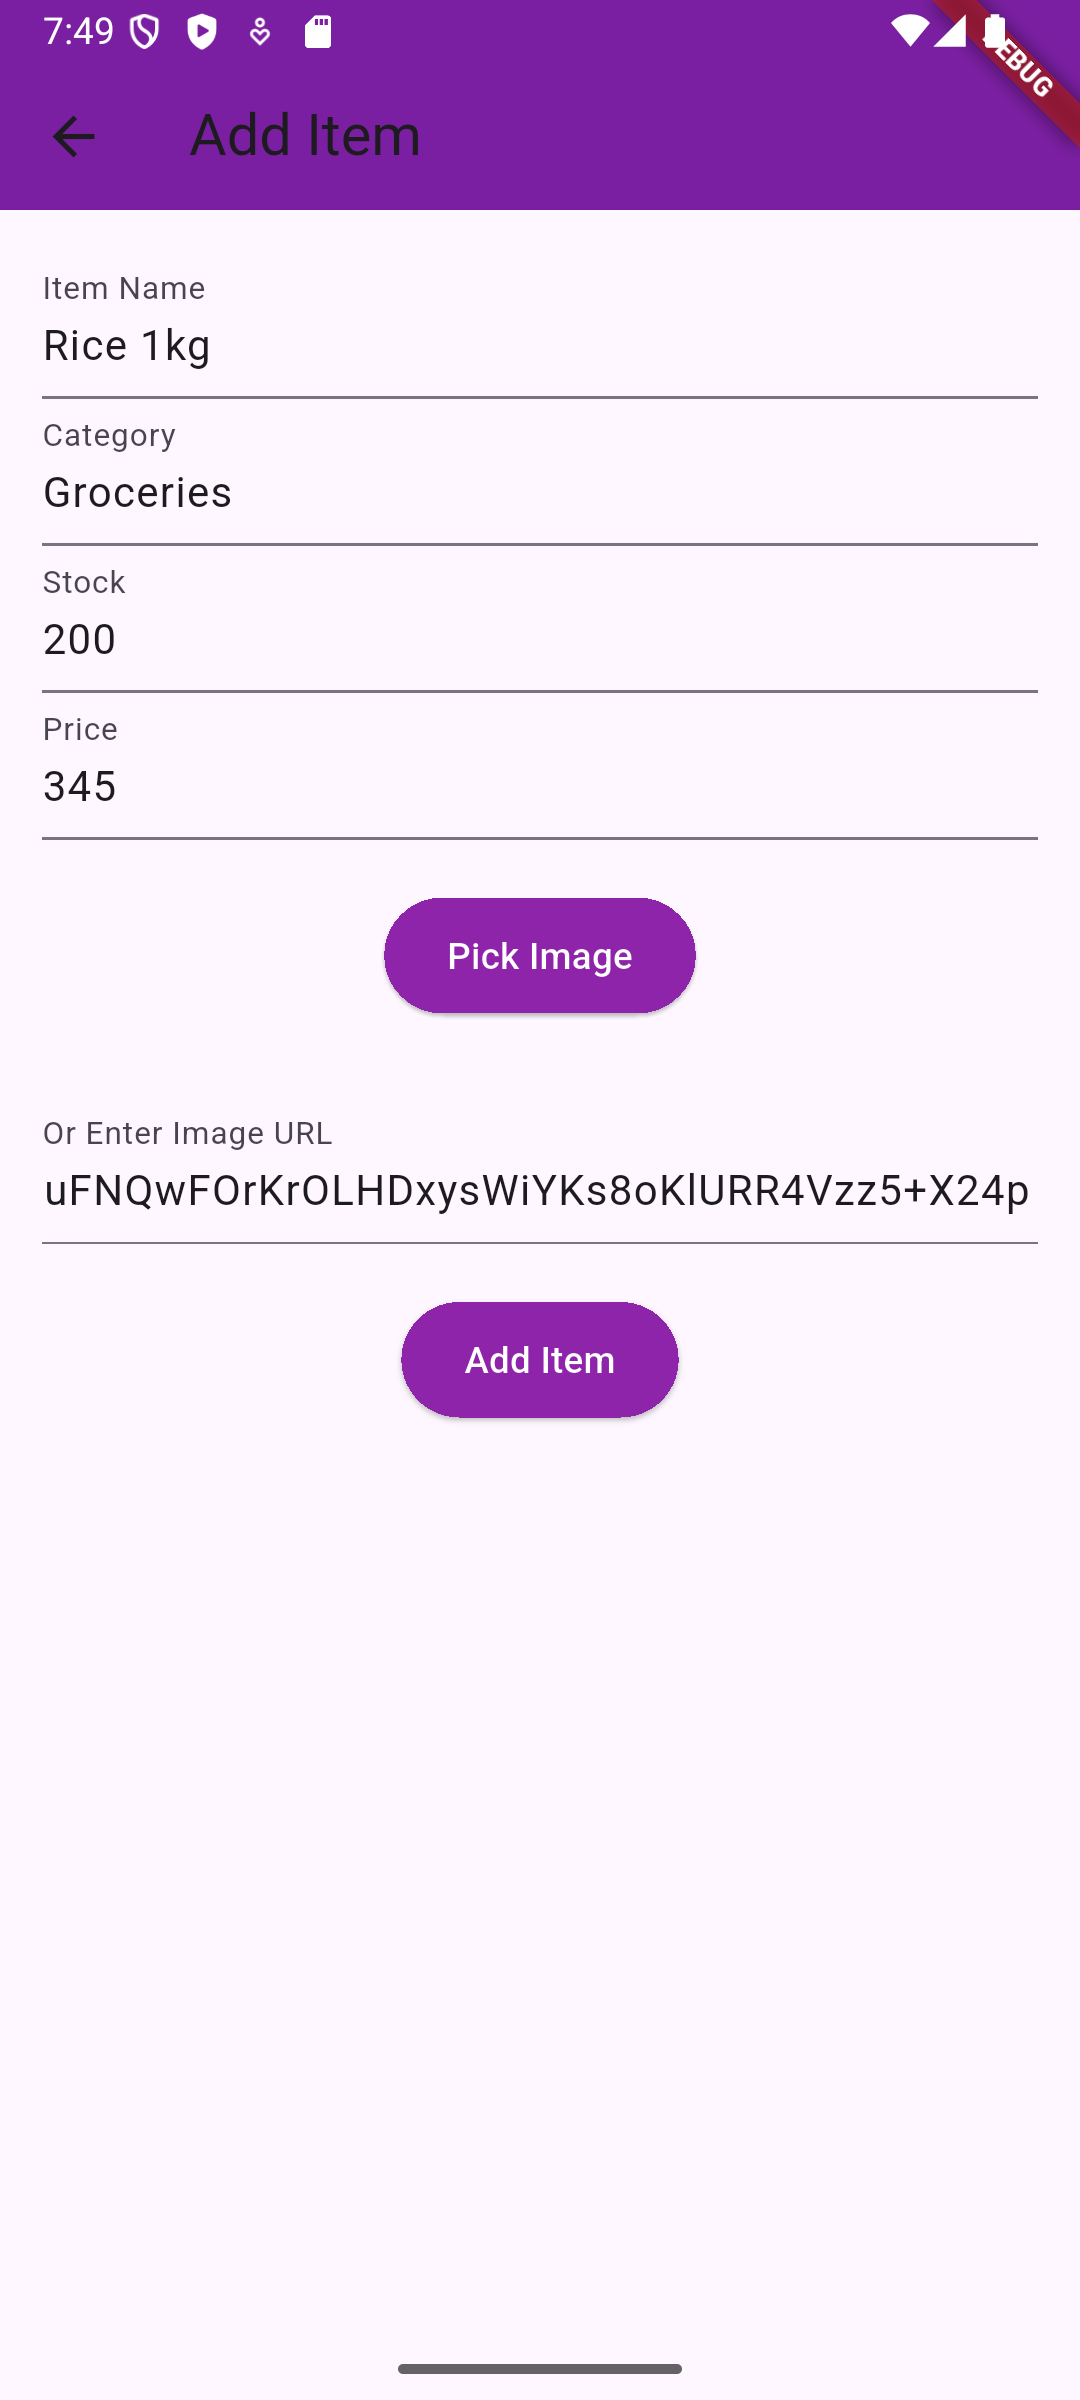 7:49
DEBUG
Add Item
Item Name
Rice 1kg
Category
Groceries
Stock
200
Price
345
Pick Image
Or Enter Image URL
uFNQwFOrKrOLHDxysWiYKs8oKlURR4Vzz5+X24p
Add Item